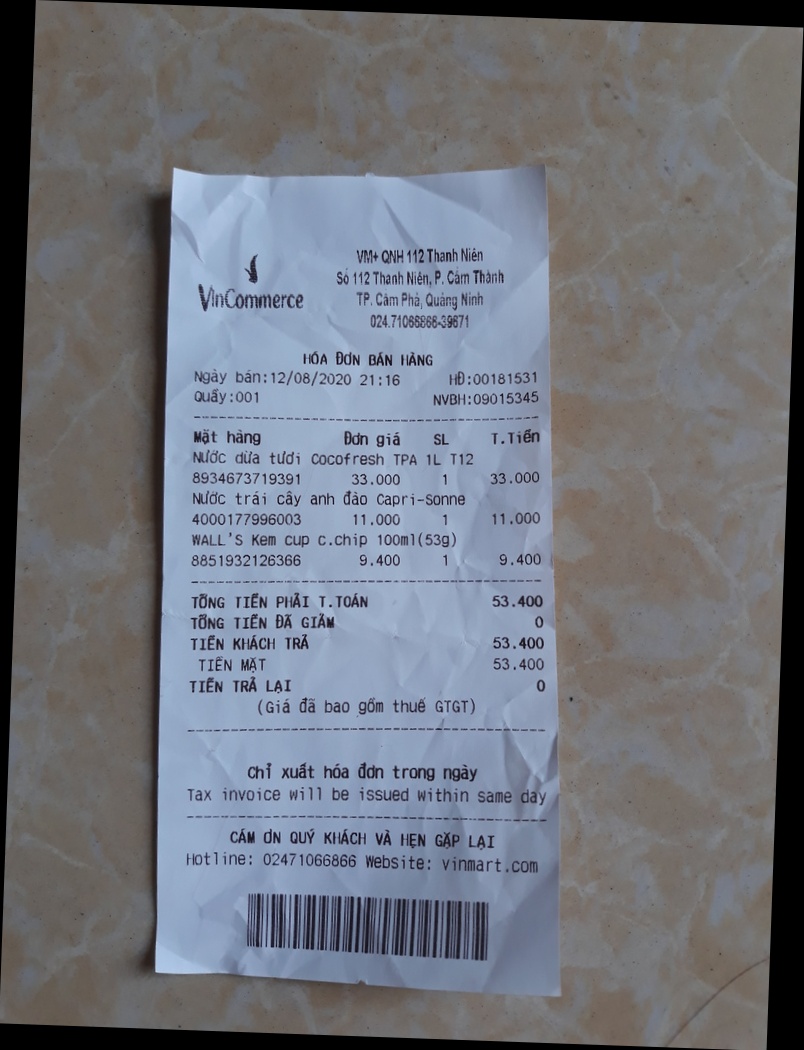 VinCommerce
VM+ QNH 112 Thanh Niên
Số 112 Thanh Niên, P. Cẩm Thành
TP. Cẩm Phả, Quảng Ninh
024.71066866-39671
HÓA ĐƠN BÁN HÀNG
Ngày bán:12/08/2020 21:16 HĐ:00181531
Quầy:001 NVBH:09015345
Mặt hàng Đơn giá SL T.Tiền
Nước dừa tươi Cocofresh TPA 1L T12
8934673719391 33.000 1 33.000
Nước trái cây anh đào Capri-Sonne
4000177996003 11.000 1 11.000
WALL'S Kem cup c.chip 100ml(53g)
8851932126366 9.400 1 9.400
TỔNG TIỀN PHẢI T.TOÁN 53.400
TỔNG TIỀN ĐÃ GIẢM 0
TIỀN KHÁCH TRẢ 53.400
TIỀN MẶT 53.400
TIỀN TRẢ LẠI 0
(Giá đã bao gồm thuế GTGT)
Chỉ xuất hóa đơn trong ngày
Tax invoice will be issued within same day
CÁM ƠN QUÝ KHÁCH VÀ HẸN GẶP LẠI
Hotline: 02471066866 Website: vinmart.com